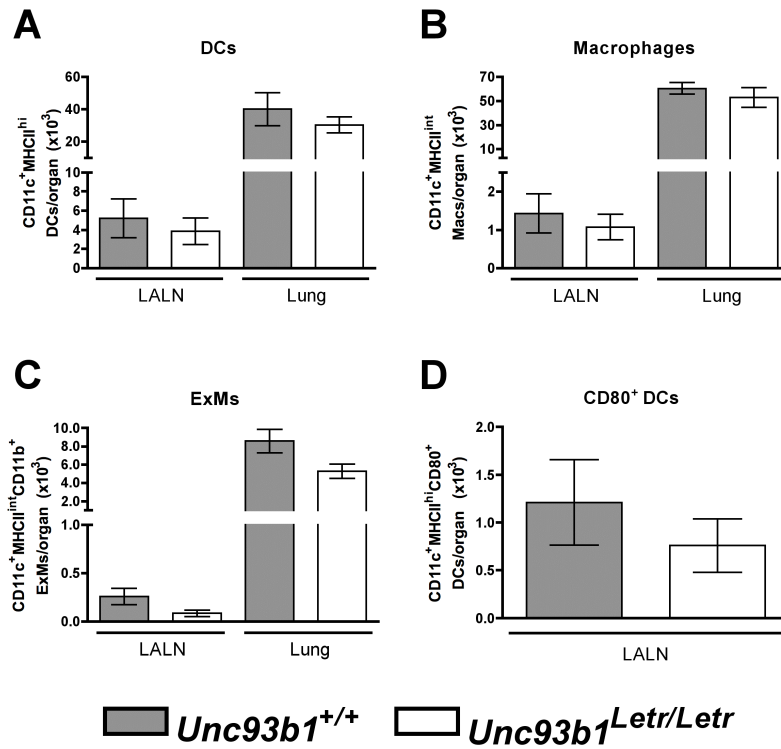 A
DCs
CD11c⁺MHCIIʰⁱ
DCs/organ (x10³)
60
40
20
10
8
6
4
2
0
LALN
Lung
B
Macrophages
CD11c⁺MHCIIⁱⁿᵗ
Macs/organ (x10³)
70
50
30
10
2
1
0
LALN
Lung
C
ExMs
CD11c⁺MHCIIⁱⁿᵗCD11b⁺
ExMs/organ (x10³)
10.0
8.0
6.0
4.0
2.0
1.0
0.5
0.0
LALN
Lung
D
CD80⁺ DCs
CD11c⁺MHCIIʰⁱCD80⁺
DCs/organ (x10³)
2.0
1.5
1.0
0.5
0.0
LALN
Unc93b1⁺/⁺
Unc93b1ᴸᵉᵗʳ/ᴸᵉᵗʳ